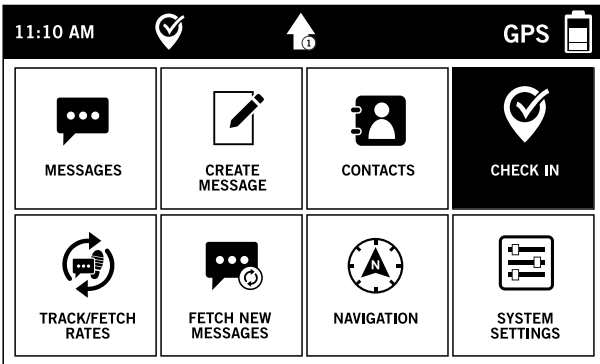 11:10 AM
1
GPS
MESSAGES
CREATE
MESSAGE
CONTACTS
CHECK IN
TRACK/FETCH
RATES
FETCH NEW
MESSAGES
N
NAVIGATION
SYSTEM
SETTINGS